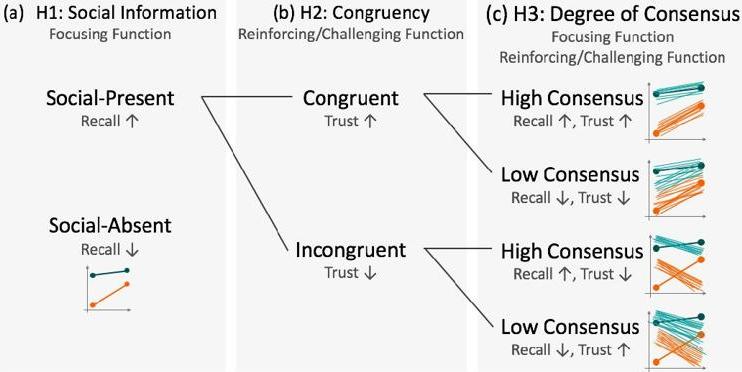 (a) H1: Social Information
Focusing Function
Social-Present
Recall ↑
Social-Absent
Recall ↓
(b) H2: Congruency
Reinforcing/Challenging Function
Congruent
Trust ↑
Incongruent
Trust ↓
(c) H3: Degree of Consensus
Focusing Function
Reinforcing/Challenging Function
High Consensus
Recall ↑, Trust ↑
Low Consensus
Recall ↓, Trust ↓
High Consensus
Recall ↑, Trust ↓
Low Consensus
Recall ↓, Trust ↑